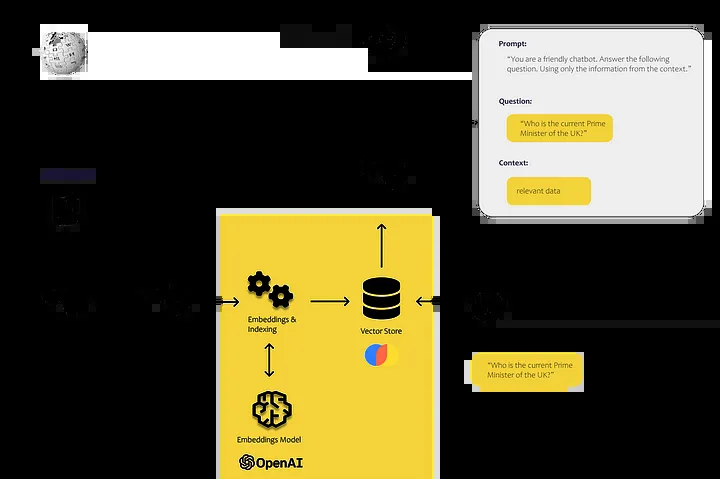 Prompt:
“You are a friendly chatbot. Answer the following
question. Using only the information from the context.”
Question:
“Who is the current Prime
Minister of the UK?”
Context:
relevant data
Embeddings &
Indexing
Vector Store
Embeddings Model
OpenAI
“Who is the current Prime
Minister of the UK?”